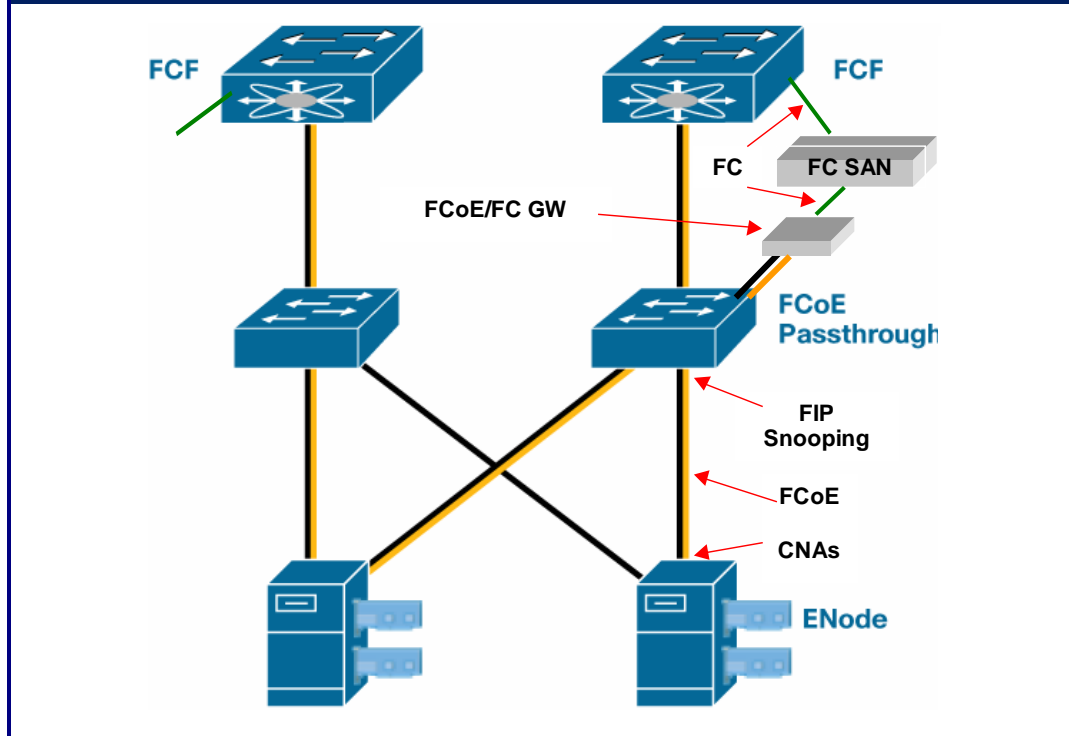 FCF
FCF
FC
FC SAN
FCoE/FC GW
FCoE
Passthrough
FIP
Snooping
FCoE
CNAs
ENode